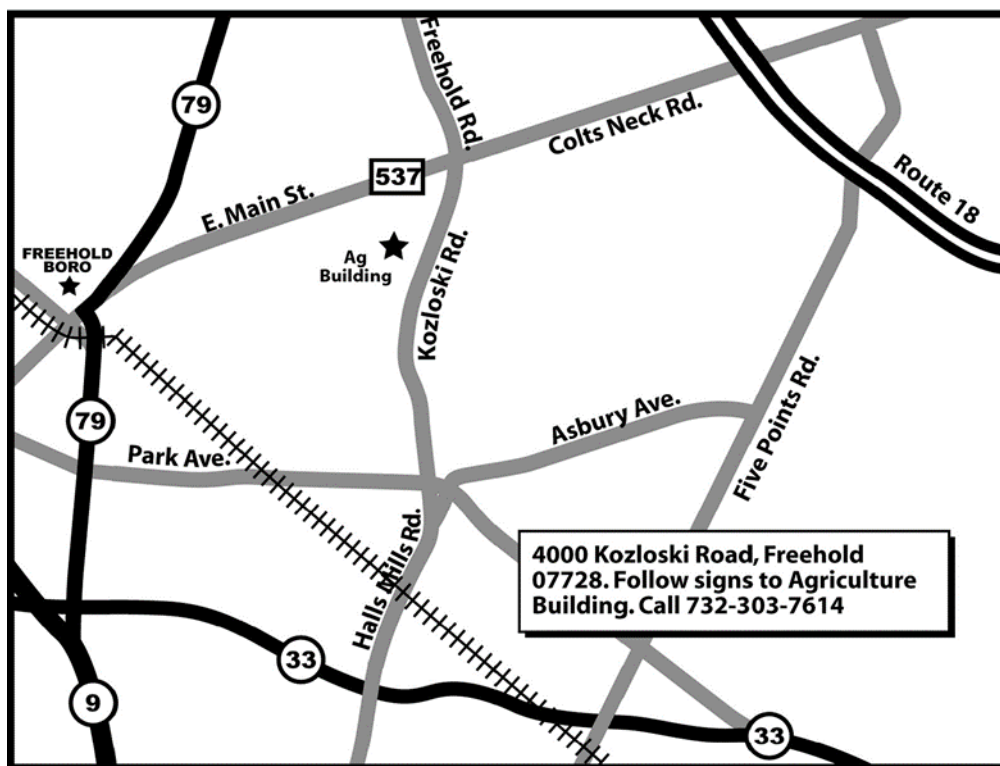 Freehold Rd.
79
Colts Neck Rd.
537
Route 18
E. Main St.
FREEHOLD
BORO
Ag
Building
Kozloski Rd.
79
Asbury Ave.
Five Points Rd.
Park Ave.
Halls Mills Rd.
4000 Kozloski Road, Freehold
07728. Follow signs to Agriculture
Building. Call 732-303-7614
33
9
33